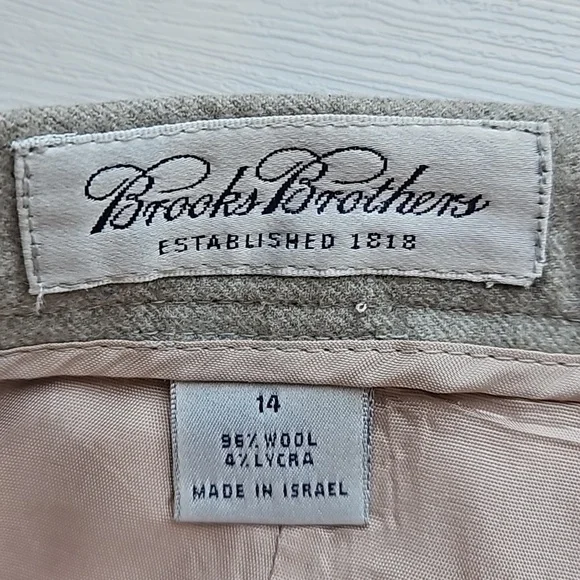 Brooks Brothers
ESTABLISHED 1818
14
96% WOOL
4% LYCRA
MADE IN ISRAEL